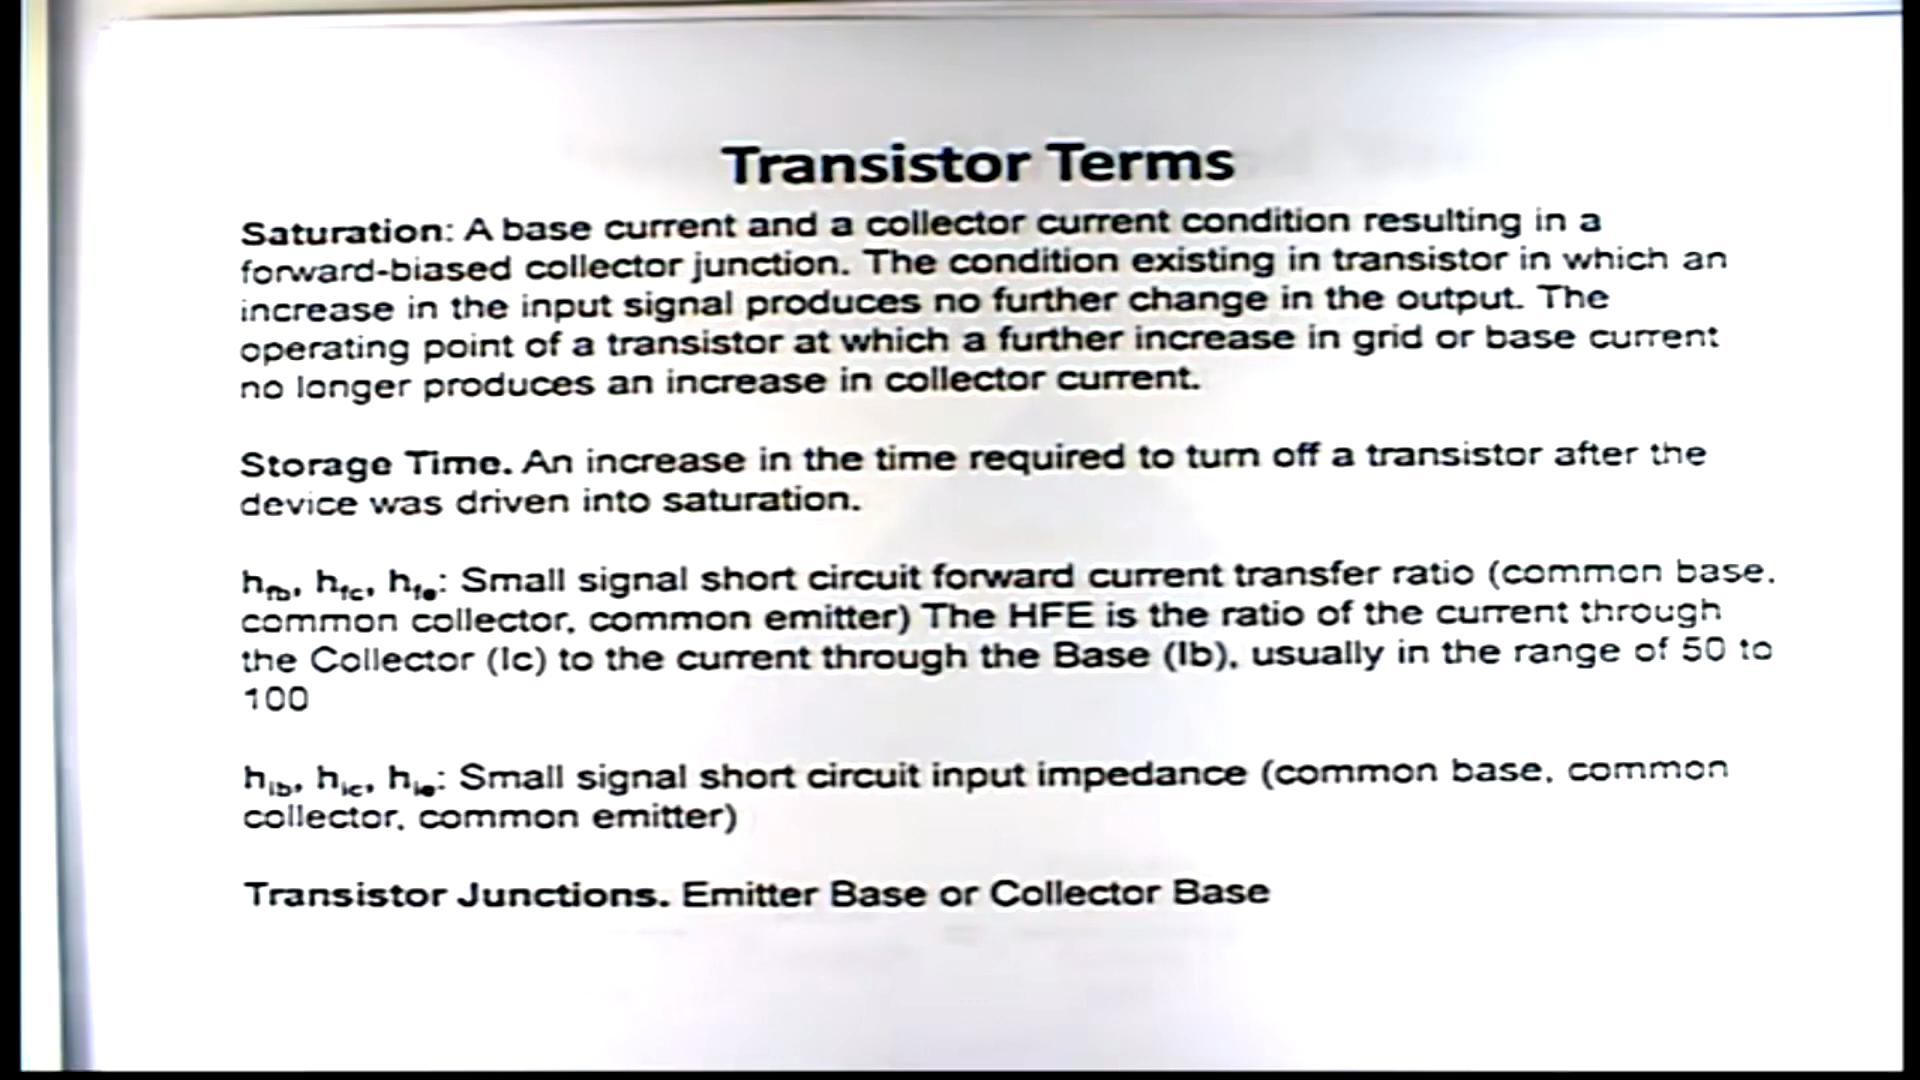 Transistor Terms
Saturation: A base current and a collector current condition resulting in a
forward-biased collector junction. The condition existing in transistor in which an
increase in the input signal produces no further change in the output. The
operating point of a transistor at which a further increase in grid or base current
no longer produces an increase in collector current.
Storage Time. An increase in the time required to turn off a transistor after the
device was driven into saturation.
hfb, hfc, hfe: Small signal short circuit forward current transfer ratio (common base,
common collector, common emitter) The HFE is the ratio of the current through
the Collector (Ic) to the current through the Base (Ib), usually in the range of 50 to
100
hib, hic, hie: Small signal short circuit input impedance (common base, common
collector, common emitter)
Transistor Junctions. Emitter Base or Collector Base